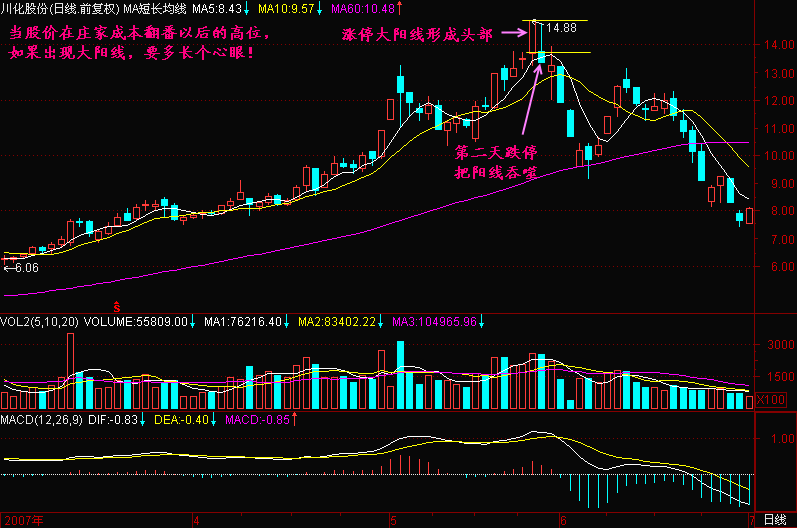 川化股份(日线.前复权) MA短长均线 MA5:8.43↓ MA10:9.57↓ MA60:10.48↑
当股价在庄家成本翻番以后的高位,
如果出现大阳线, 要多长个心眼!
涨停大阳线形成头部
14.88
14.00
13.00
12.00
11.00
第二天跌停
把阳线吞噬
10.00
9.00
8.00
7.00
6.00
←6.06
S
VOL2(5,10,20) VOLUME:55809.00↓ MA1:76216.40↓ MA2:83402.22↓ MA3:104965.96↓
3000
1500
X100
MACD(12,26,9) DIF:-0.83↓ DEA:-0.40↓ MACD:-0.85↑
1.00
2007年 4 5 6 7 日线